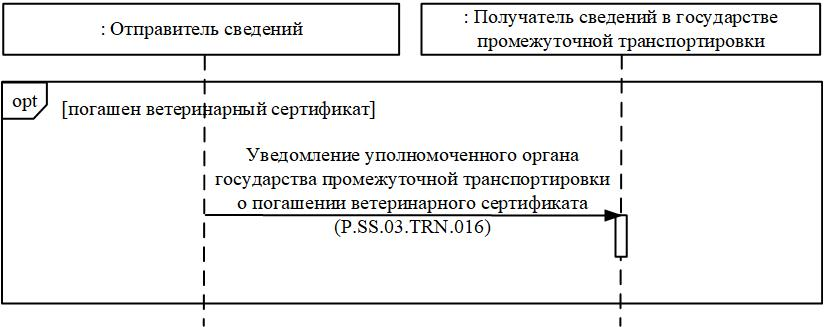 : Отправитель сведений
: Получатель сведений в государстве
промежуточной транспортировки
opt
[погашен ветеринарный сертификат]
Уведомление уполномоченного органа
государства промежуточной транспортировки
о погашении ветеринарного сертификата
(P.SS.03.TRN.016)